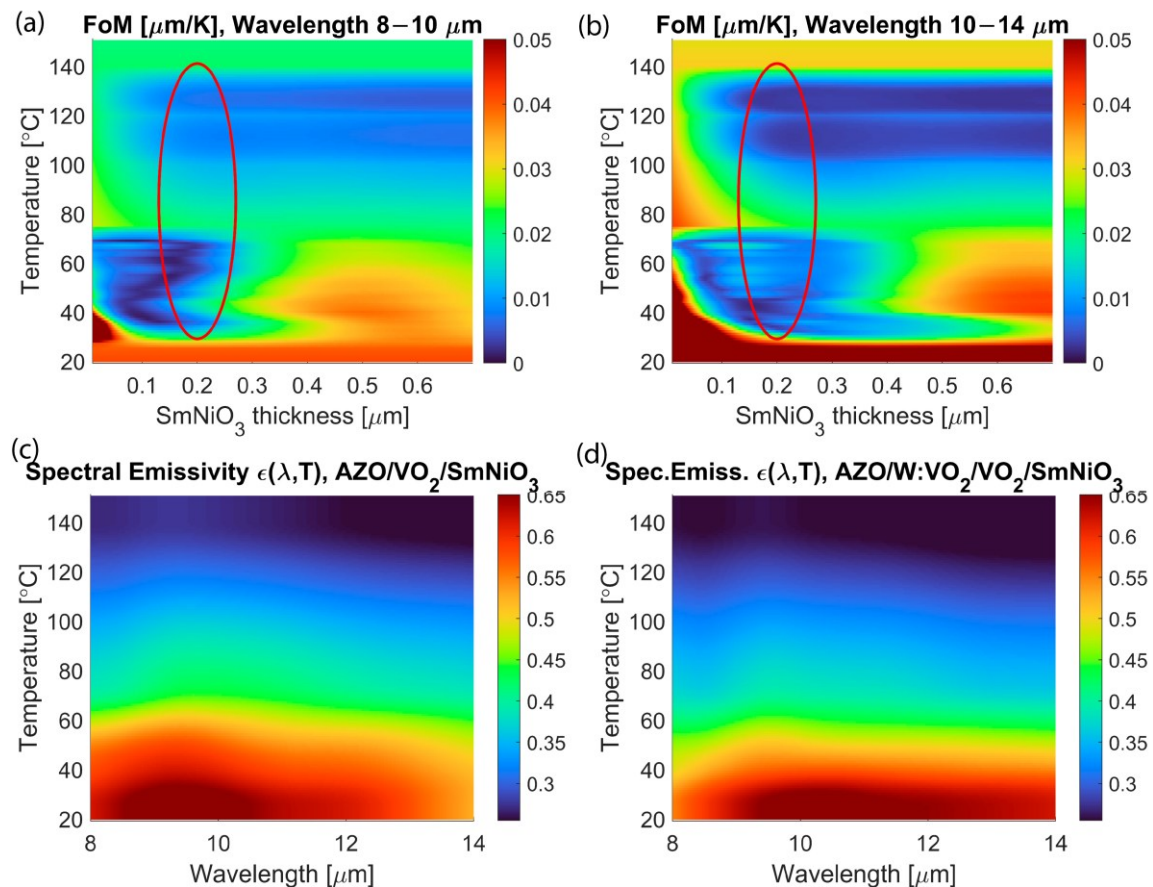 (a)
FoM [μm/K], Wavelength 8−10 μm
Temperature [°C]
140
120
100
80
60
40
20
0.1 0.2 0.3 0.4 0.5 0.6
SmNiO3 thickness [μm]
0.05
0.04
0.03
0.02
0.01
0
(b)
FoM [μm/K], Wavelength 10−14 μm
Temperature [°C]
140
120
100
80
60
40
20
0.1 0.2 0.3 0.4 0.5 0.6
SmNiO3 thickness [μm]
0.05
0.04
0.03
0.02
0.01
0
(c)
Spectral Emissivity ϵ(λ,T), AZO/VO2/SmNiO3
Temperature [°C]
140
120
100
80
60
40
20
8 10 12 14
Wavelength [μm]
0.65
0.6
0.55
0.5
0.45
0.4
0.35
0.3
(d)
Spec.Emiss. ϵ(λ,T), AZO/W:VO2/VO2/SmNiO3
Temperature [°C]
140
120
100
80
60
40
20
8 10 12 14
Wavelength [μm]
0.65
0.6
0.55
0.5
0.45
0.4
0.35
0.3